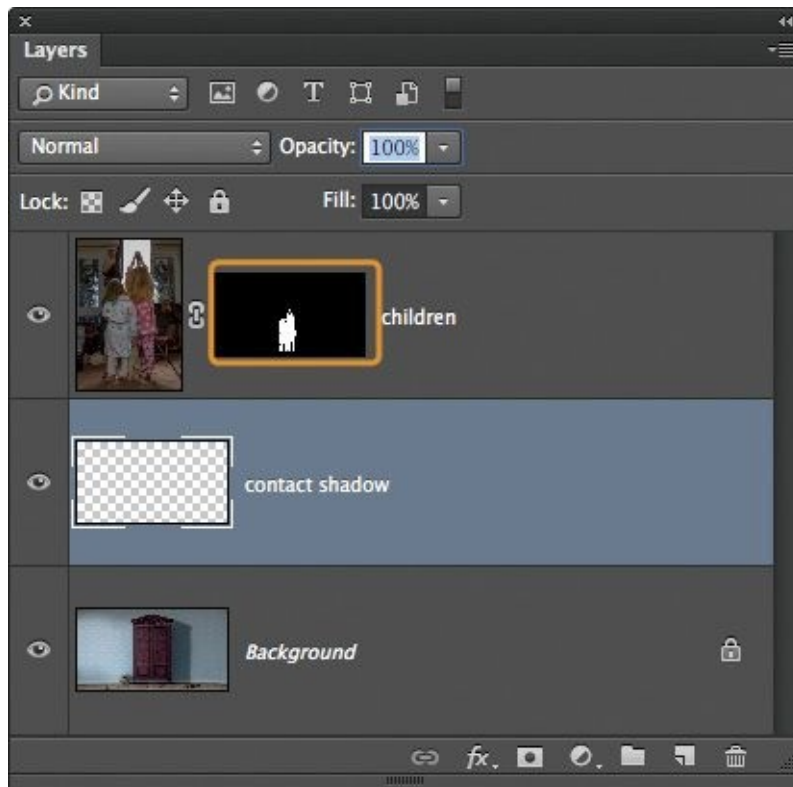 Layers
Kind
Normal Opacity: 100%
Lock: Fill: 100%
children
contact shadow
Background
fx